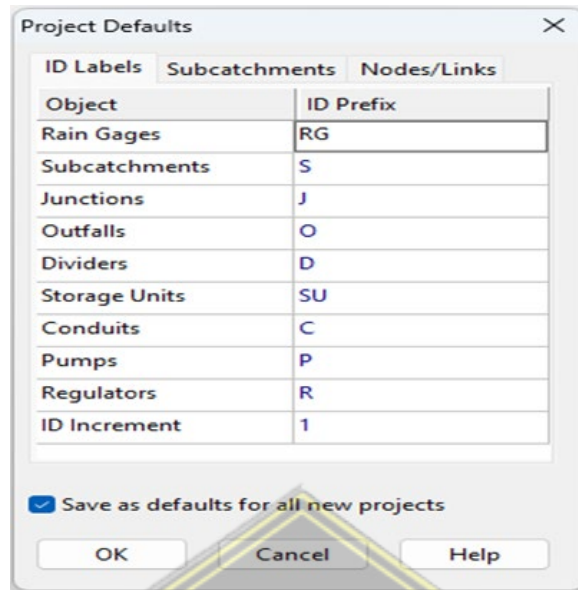 Project Defaults
ID Labels Subcatchments Nodes/Links
Object ID Prefix
Rain Gages RG
Subcatchments S
Junctions J
Outfalls O
Dividers D
Storage Units SU
Conduits C
Pumps P
Regulators R
ID Increment 1
Save as defaults for all new projects
OK Cancel Help